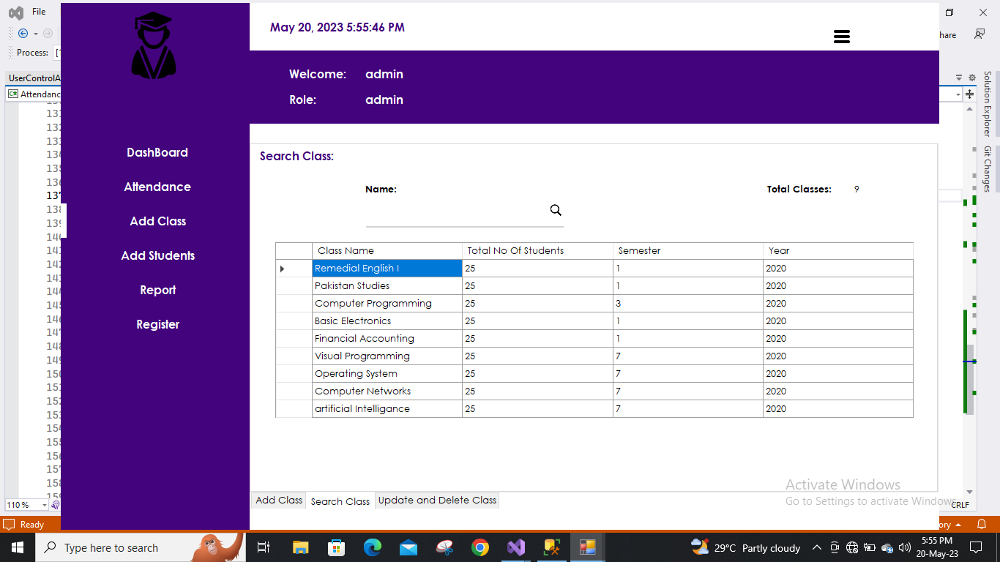 File
May 20, 2023 5:55:46 PM
hare
Process:
Welcome: admin
Role: admin
UserControlA
C# Attendanc
Solution Explorer
Git Changes
DashBoard
Attendance
Add Class
Add Students
Report
Register
Search Class:
Name:
Total Classes: 9
Class Name Total No Of Students Semester Year
Remedial English I 25 1 2020
Pakistan Studies 25 1 2020
Computer Programming 25 3 2020
Basic Electronics 25 1 2020
Financial Accounting 25 1 2020
Visual Programming 25 7 2020
Operating System 25 7 2020
Computer Networks 25 7 2020
artificial Intelligance 25 7 2020
Activate Windows
Go to Settings to activate Windows.
Add Class Search Class Update and Delete Class
110 %
CRLF
Ready
ory
Type here to search
29°C Partly cloudy
5:55 PM
20-May-23